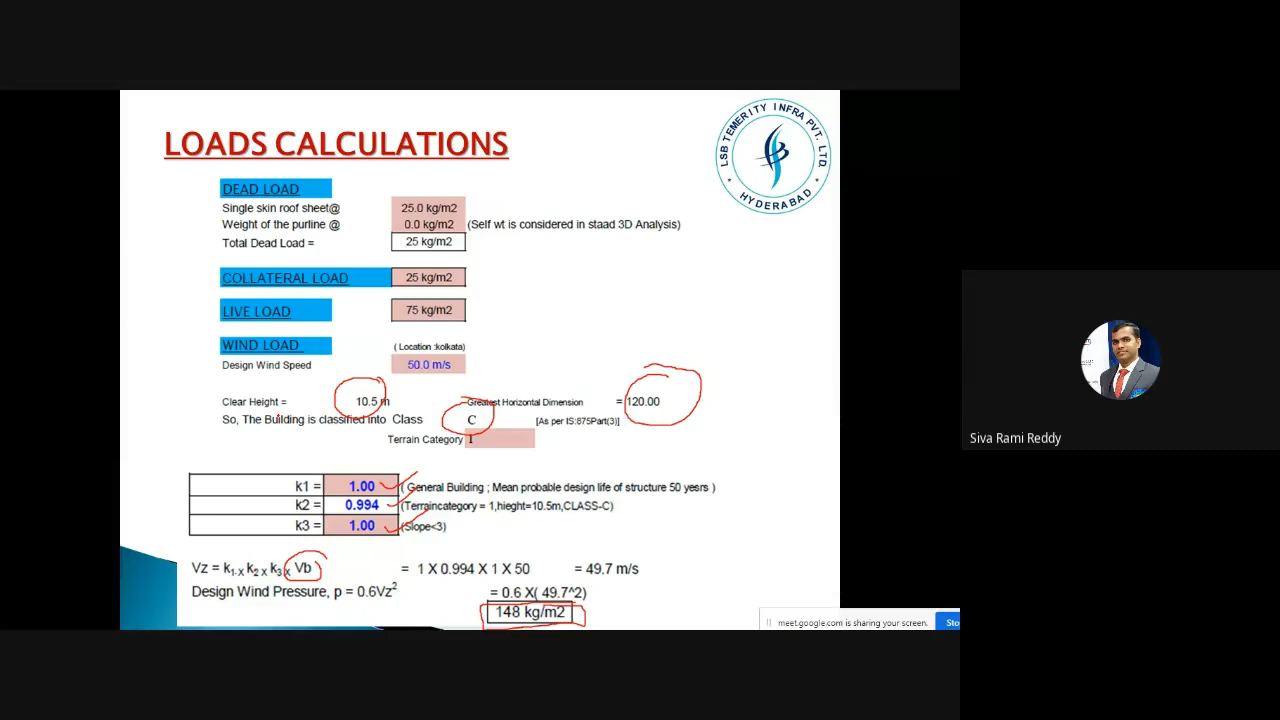 LOADS CALCULATIONS
LSB TEMERITY INFRA PVT. LTD.
* HYDERABAD *
DEAD LOAD
Single skin roof sheet@ 25.0 kg/m2
Weight of the purline @ 0.0 kg/m2 (Self wt is considered in staad 3D Analysis)
Total Dead Load = 25 kg/m2
COLLATERAL LOAD 25 kg/m2
LIVE LOAD 75 kg/m2
WIND LOAD ( Location :kolkata)
Design Wind Speed 50.0 m/s
Clear Height = 10.5 m Greatest Horizontal Dimension = 120.00
So, The Building is classified into Class C [As per IS:875Part(3)]
Terrain Category 1
k1 = 1.00 ( General Building ; Mean probable design life of structure 50 yesrs )
k2 = 0.994 (Terraincategory = 1,hieght=10.5m,CLASS-C)
k3 = 1.00 (Slope<3)
Vz = k1 x k2 x k3 x Vb = 1 X 0.994 X 1 X 50 = 49.7 m/s
Design Wind Pressure, p = 0.6Vz² = 0.6 X( 49.7^2)
148 kg/m2
meet.google.com is sharing your screen. Sto
Siva Rami Reddy